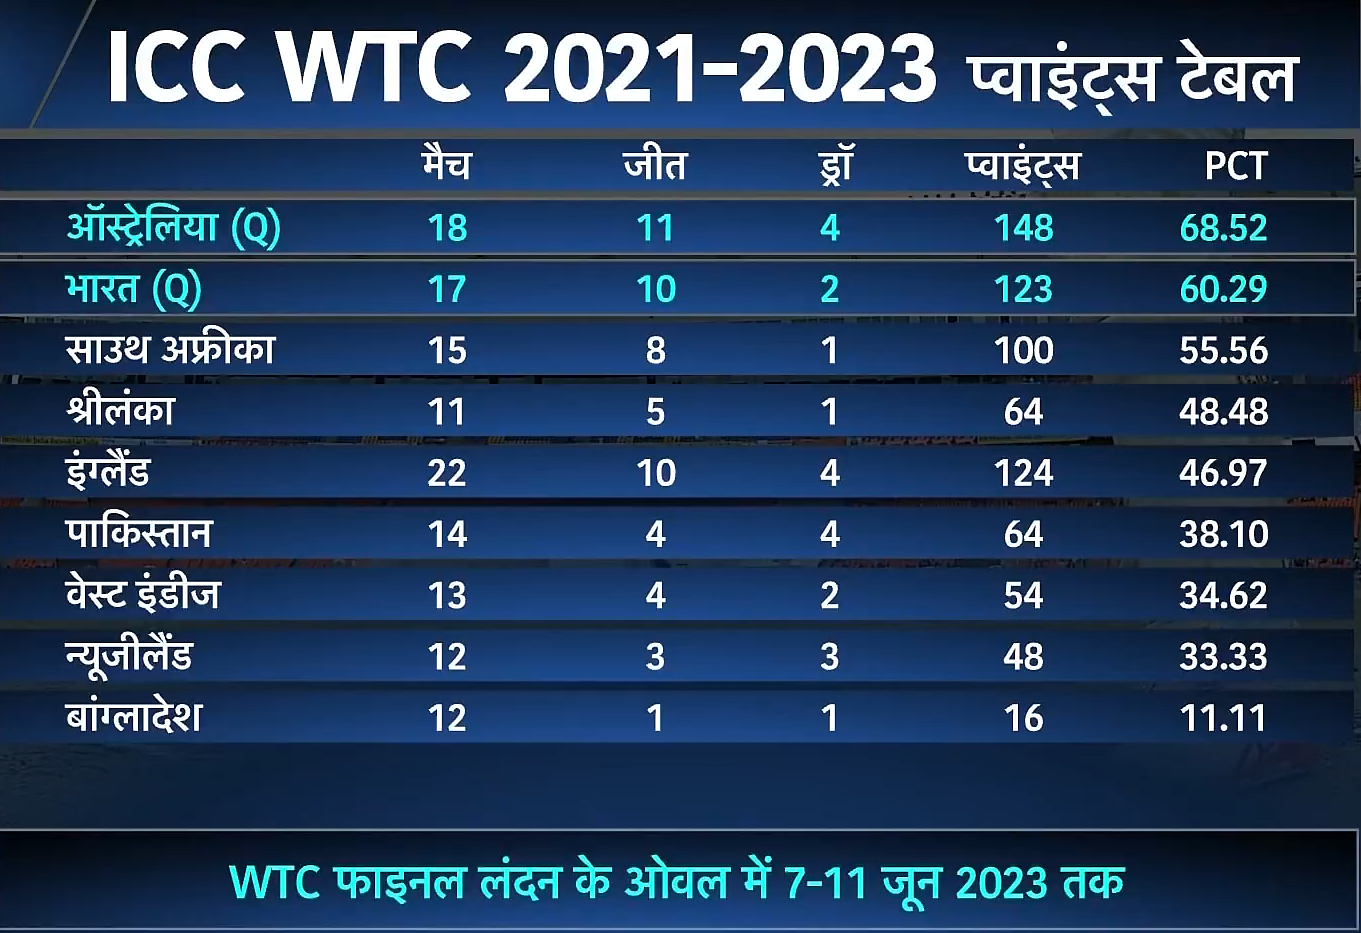 ICC WTC 2021-2023 प्वाइंट्स टेबल
मैच जीत ड्रॉ प्वाइंट्स PCT
ऑस्ट्रेलिया (Q) 18 11 4 148 68.52
भारत (Q) 17 10 2 123 60.29
साउथ अफ्रीका 15 8 1 100 55.56
श्रीलंका 11 5 1 64 48.48
इंग्लैंड 22 10 4 124 46.97
पाकिस्तान 14 4 4 64 38.10
वेस्ट इंडीज 13 4 2 54 34.62
न्यूजीलैंड 12 3 3 48 33.33
बांग्लादेश 12 1 1 16 11.11
WTC फाइनल लंदन के ओवल में 7-11 जून 2023 तक